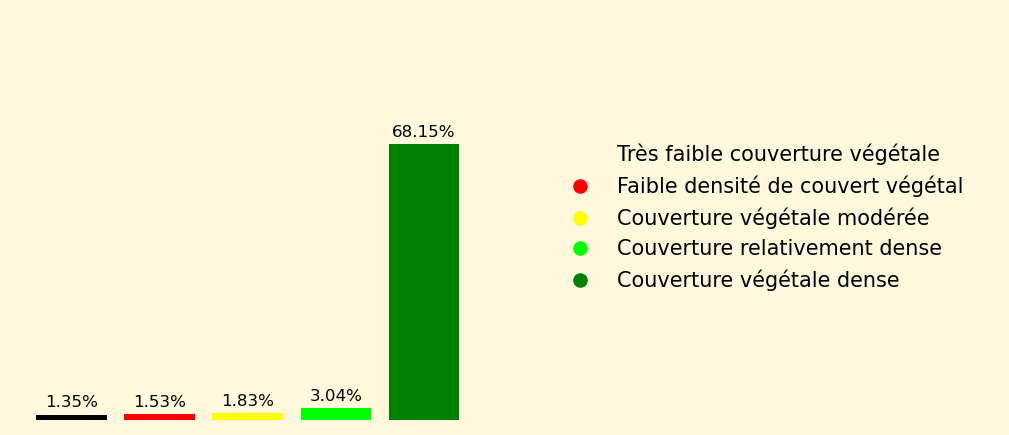 68.15%
1.35%
1.53%
1.83%
3.04%
Très faible couverture végétale
Faible densité de couvert végétal
Couverture végétale modérée
Couverture relativement dense
Couverture végétale dense